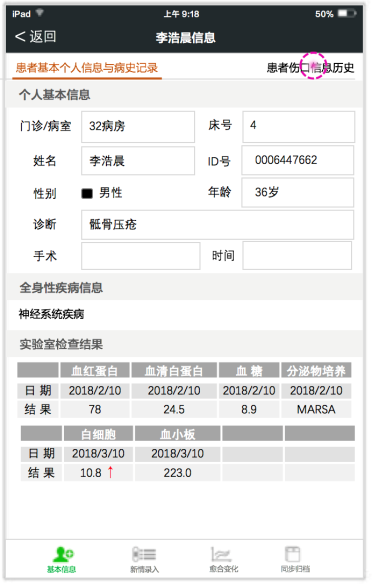 iPad 上午 9:18 50%
< 返回 李浩晨信息
患者基本个人信息与病史记录 患者伤口信息历史
个人基本信息
门诊/病室 32病房 床号 4
姓名 李浩晨 ID号 0006447662
性别 男性 年龄 36岁
诊断 骶骨压疮
手术 时间
全身性疾病信息
神经系统疾病
实验室检查结果
血红蛋白 血清白蛋白 血 糖 分泌物培养
日 期 2018/2/10 2018/2/10 2018/2/10 2018/2/10
结 果 78 24.5 8.9 MARSA
白细胞 血小板
日 期 2018/3/10 2018/3/10
结 果 10.8 ↑ 223.0
基本信息 新情录入 愈合变化 同步归档